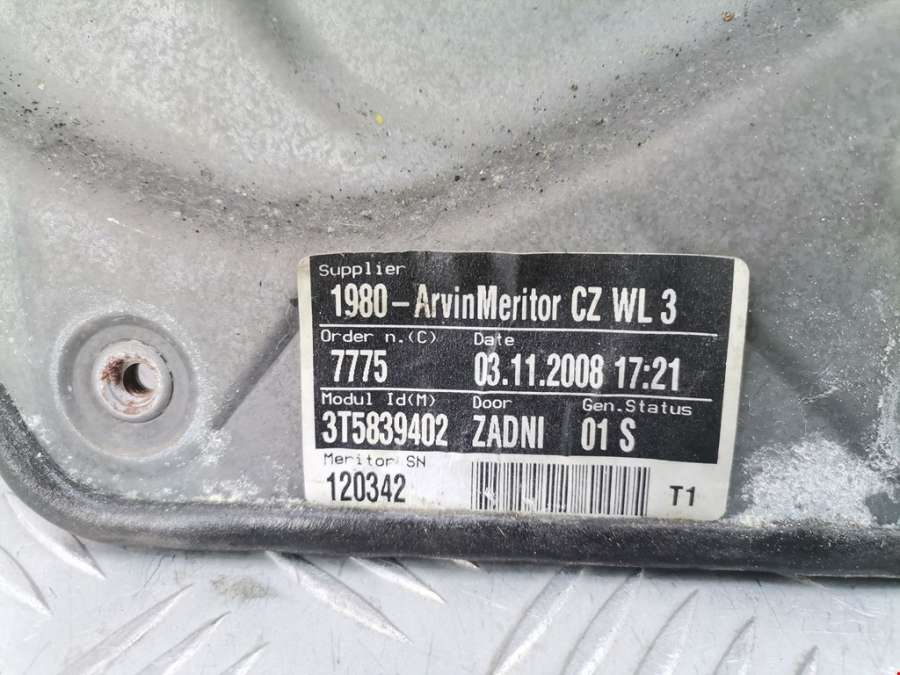 Supplier
1980-ArvinMeritor CZ WL 3
Order n.(C) Date
7775 03.11.2008 17:21
Modul Id(M) Door Gen.Status
3T5839402 ZADNI 01 S
Meritor SN
120342 T1